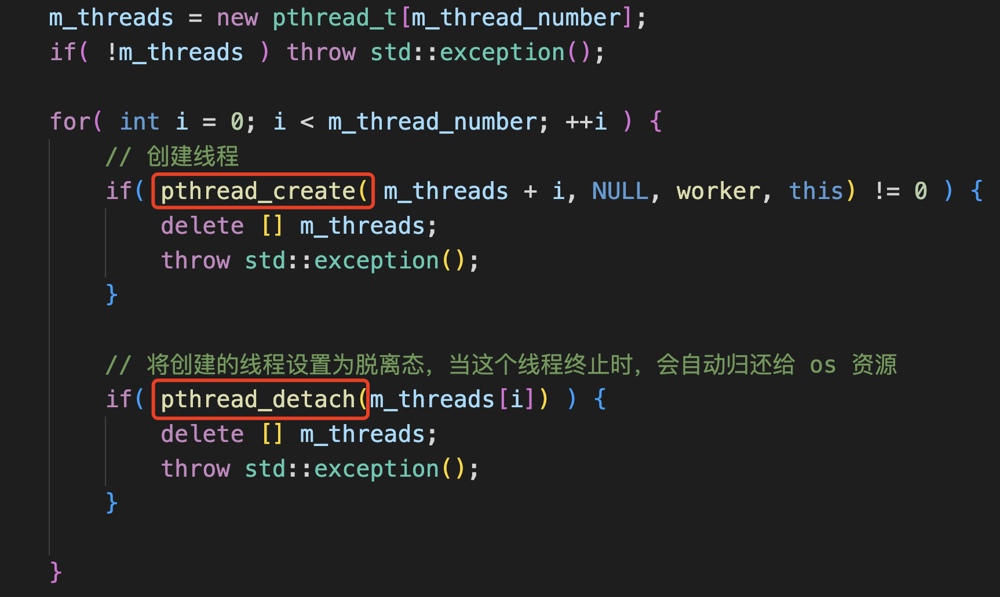 m_threads = new pthread_t[m_thread_number];
if( !m_threads ) throw std::exception();
for( int i = 0; i < m_thread_number; ++i ) {
// 创建线程
if( pthread_create( m_threads + i, NULL, worker, this) != 0 ) {
delete [] m_threads;
throw std::exception();
}
// 将创建的线程设置为脱离态，当这个线程终止时，会自动归还给 os 资源
if( pthread_detach(m_threads[i]) ) {
delete [] m_threads;
throw std::exception();
}
}